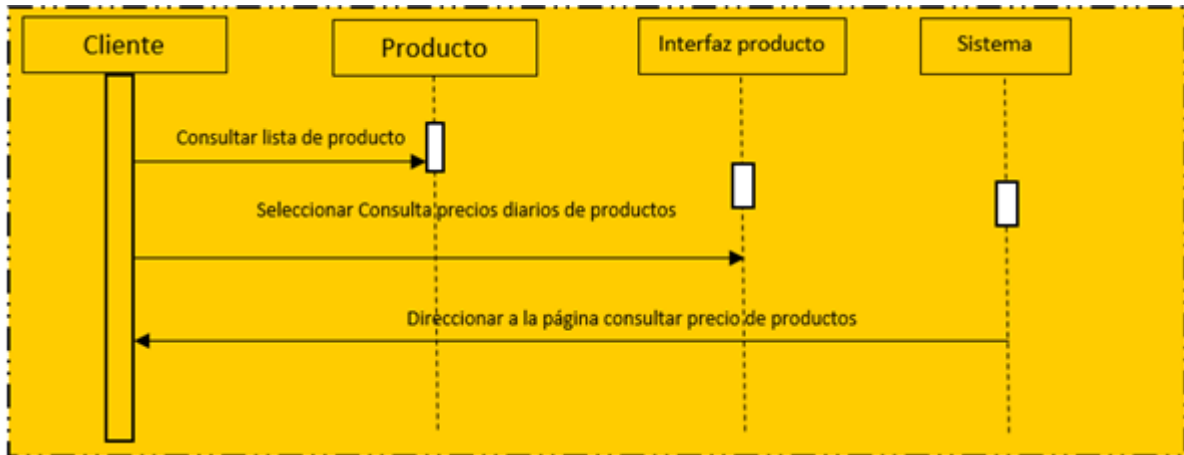 Cliente
Producto
Interfaz producto
Sistema
Consultar lista de producto
Seleccionar Consulta precios diarios de productos
Direccionar a la página consultar precio de productos